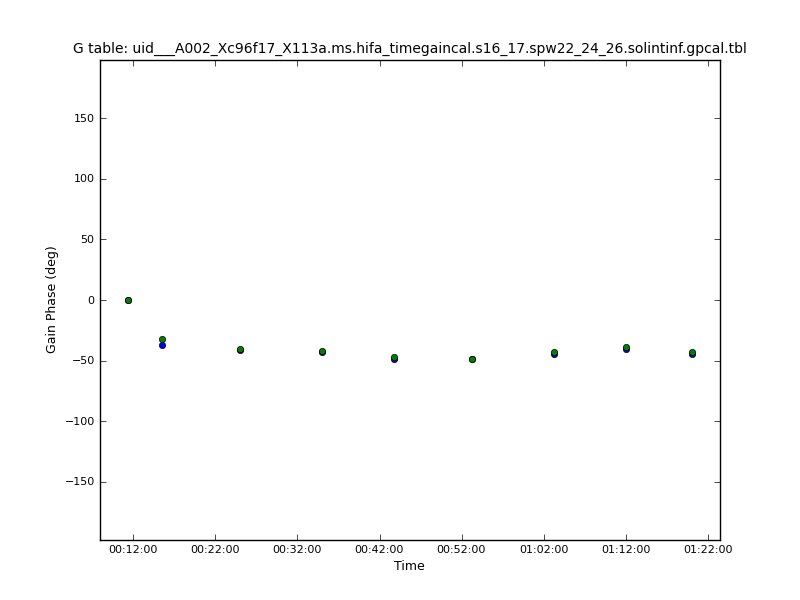 G table: uid___A002_Xc96f17_X113a.ms.hifa_timegaincal.s16_17.spw22_24_26.solintinf.gpcal.tbl
150
100
50
0
−50
−100
−150
Gain Phase (deg)
00:12:00 00:22:00 00:32:00 00:42:00 00:52:00 01:02:00 01:12:00 01:22:00
Time